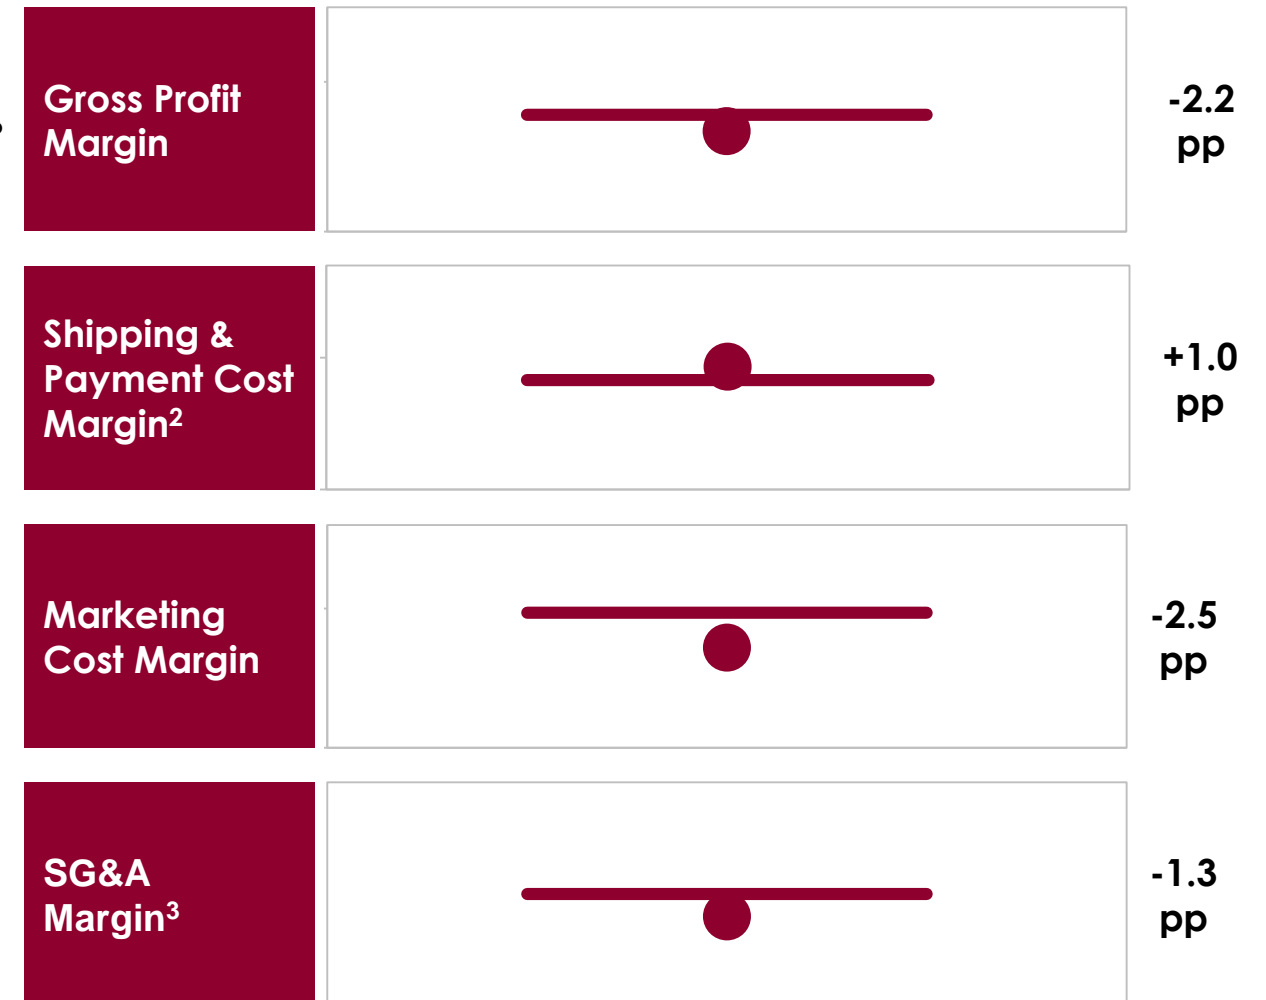 Gross Profit
Margin
-2.2
pp
Shipping &
Payment Cost
Margin²
+1.0
pp
Marketing
Cost Margin
-2.5
pp
SG&A
Margin³
-1.3
pp